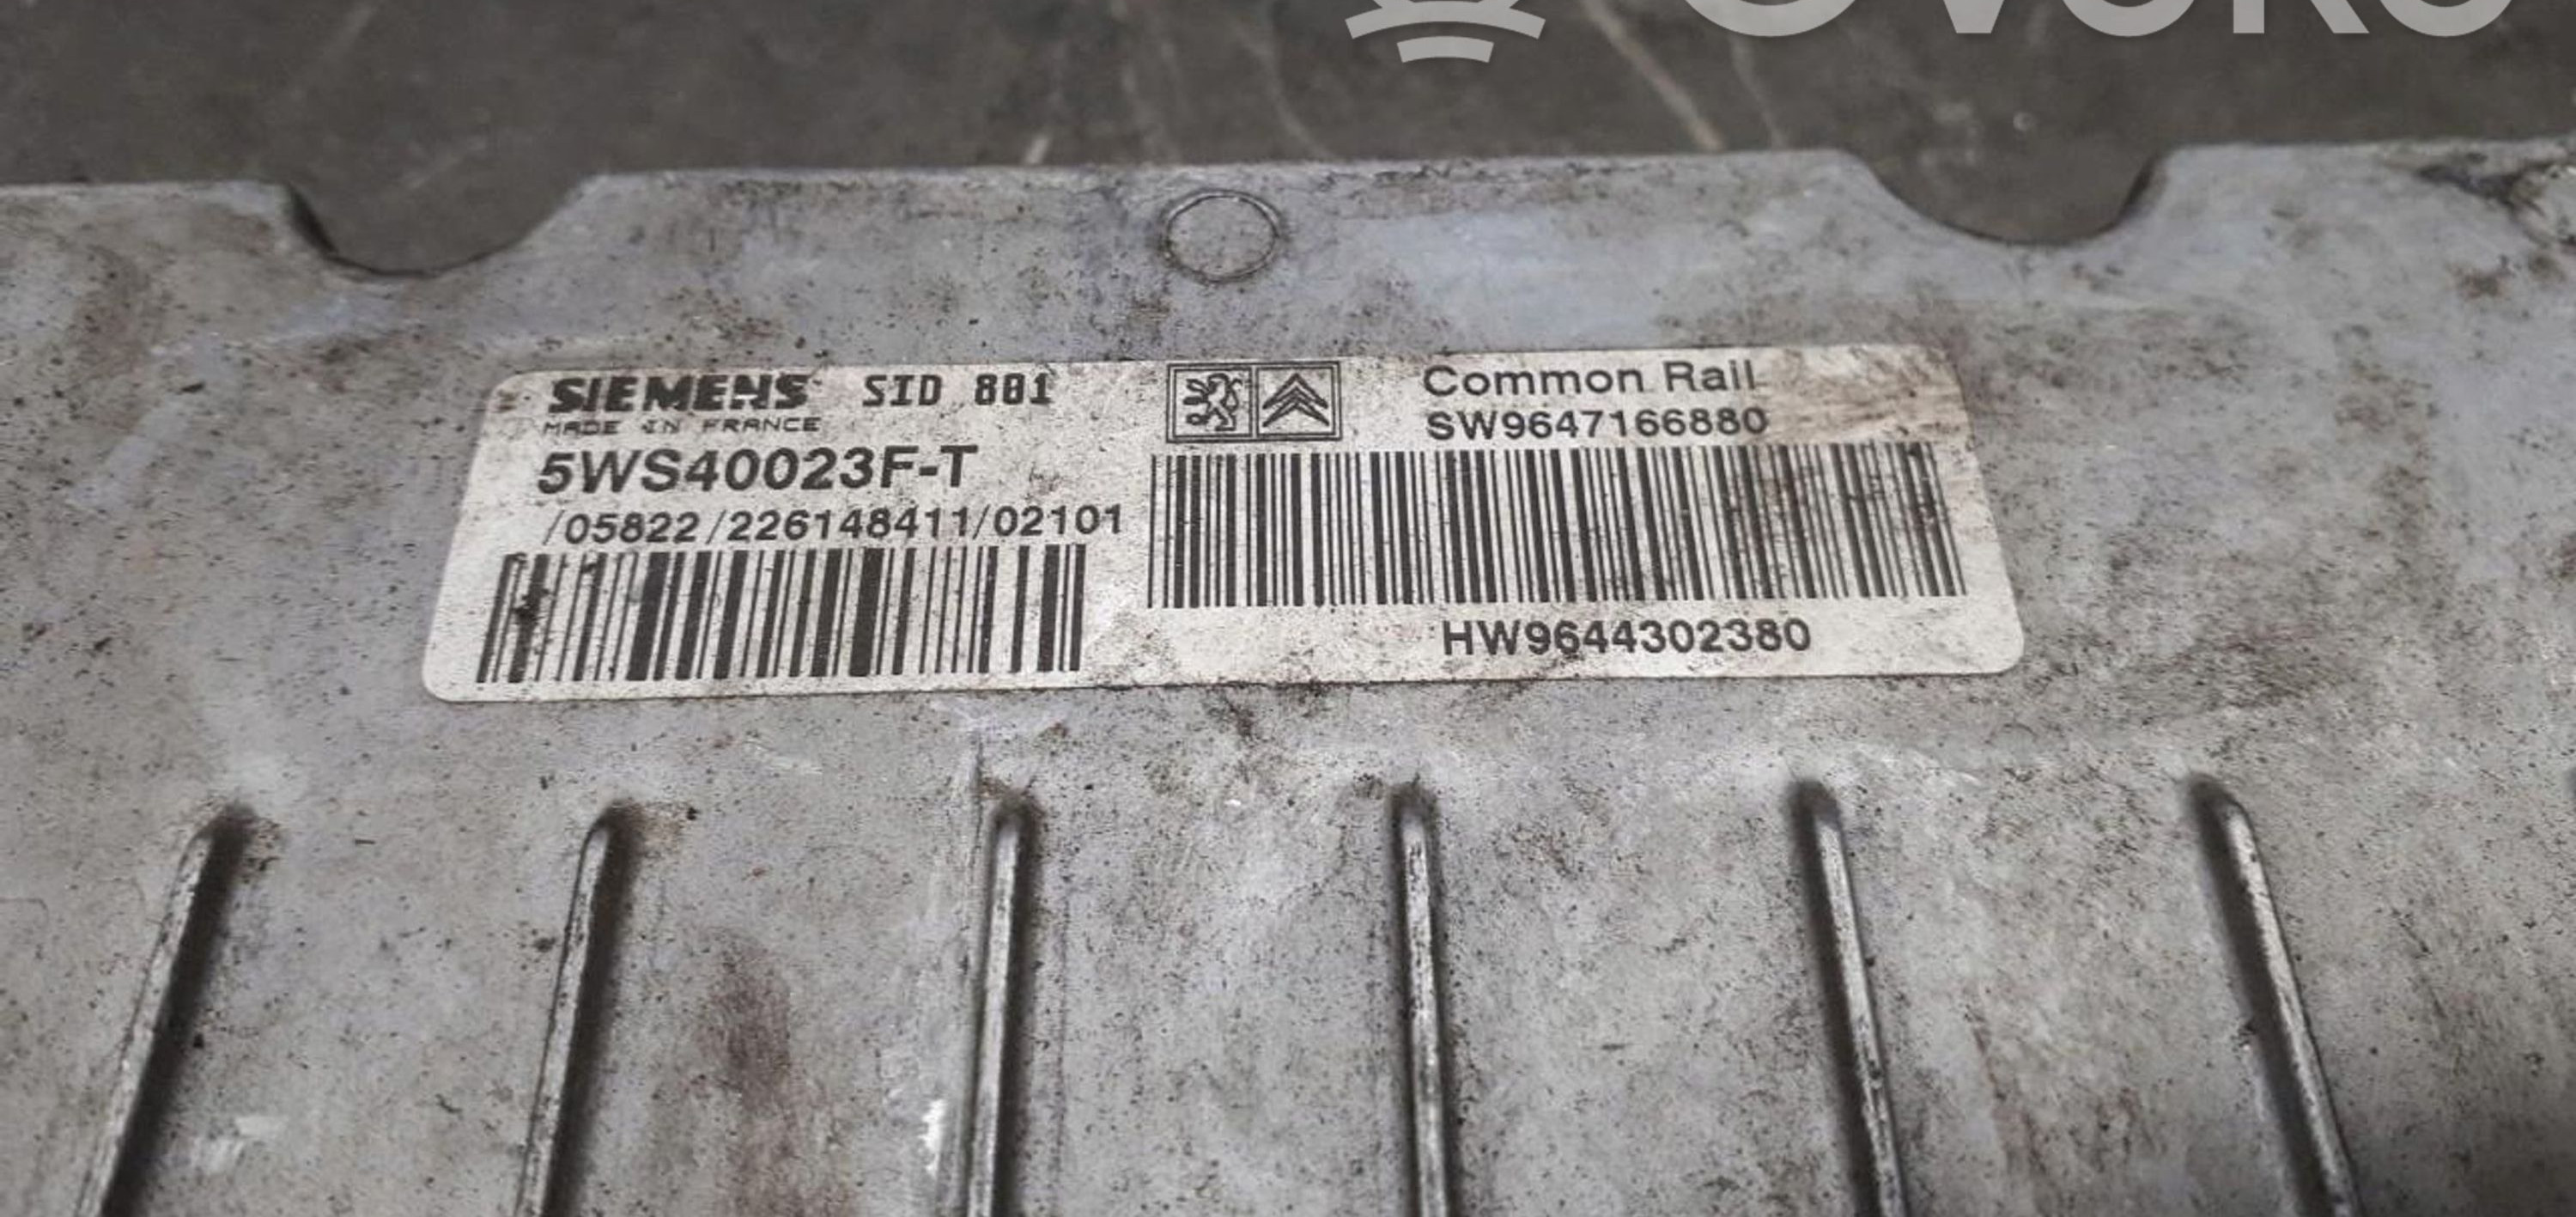 SIEMENS SID 801
MADE IN FRANCE
5WS40023F-T
/05822/226148411/02101
Common Rail
SW9647166880
HW9644302380